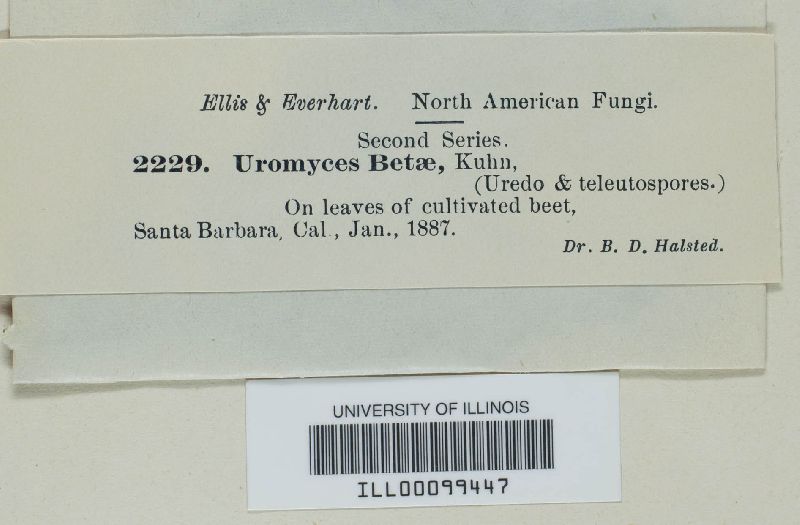 Ellis & Everhart. North American Fungi.
Second Series.
2229. Uromyces Betæ, Kuhn,
(Uredo & teleutospores.)
On leaves of cultivated beet,
Santa Barbara, Cal., Jan., 1887.
Dr. B. D. Halsted.
UNIVERSITY OF ILLINOIS
ILL00099447